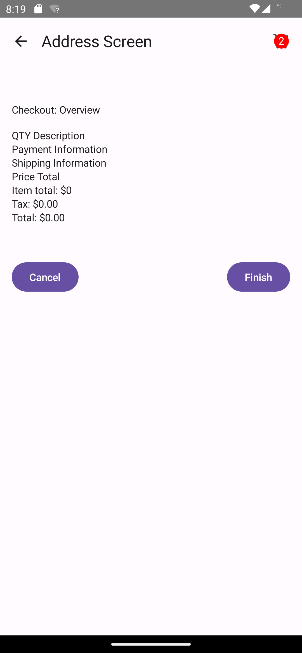 8:19
Address Screen
2
Checkout: Overview
QTY Description
Payment Information
Shipping Information
Price Total
Item total: $0
Tax: $0.00
Total: $0.00
Cancel
Finish